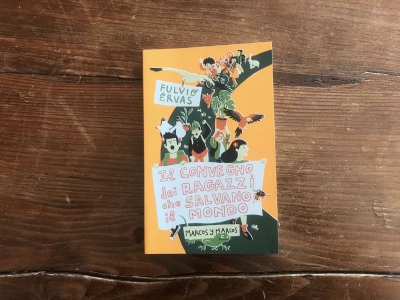 FULVIO
ERVAS
Il CONVEGNO
dei RAGAZZI
che SALVANO
il MONDO
MARCOS Y MARCOS